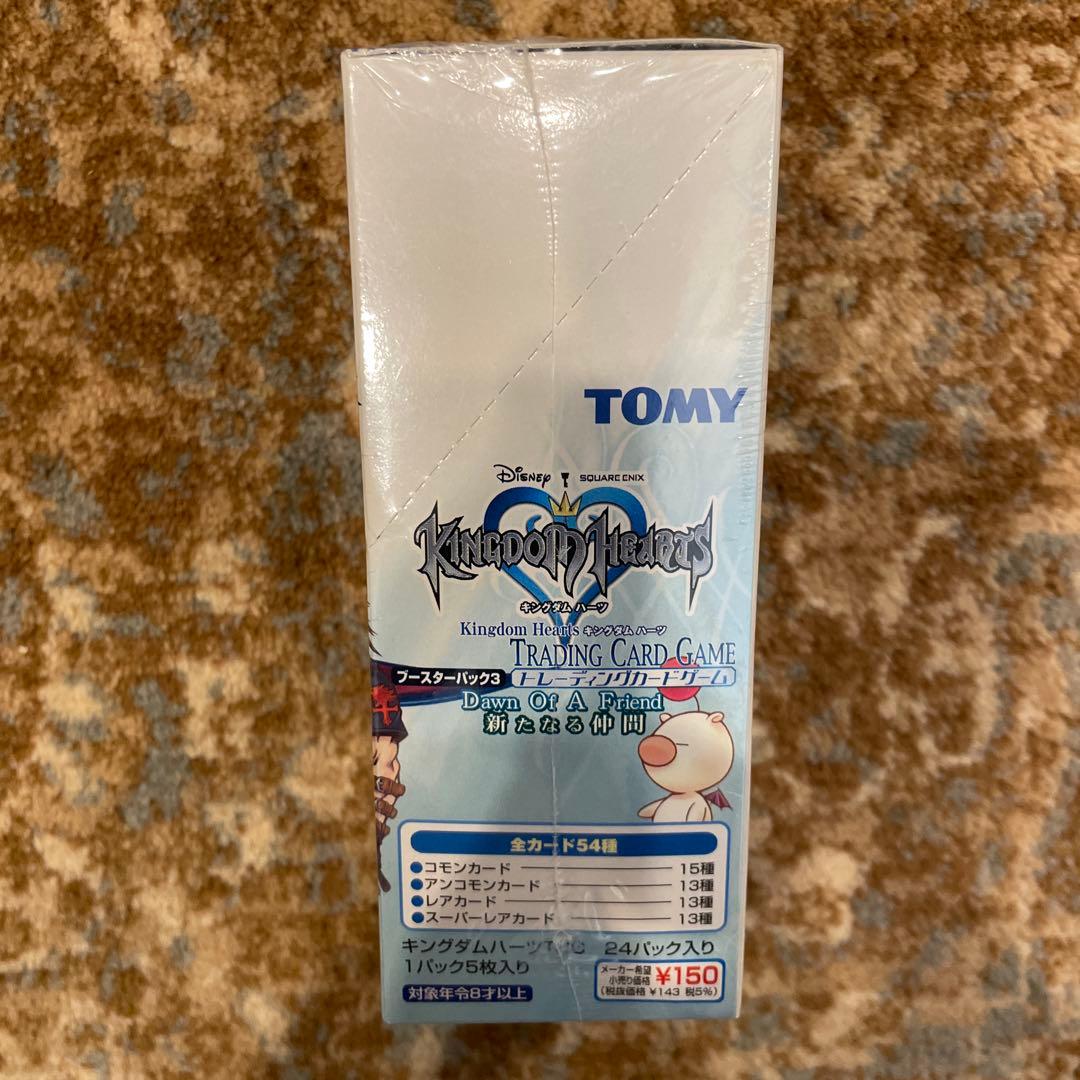 TOMY
Disney SQUARE ENIX
KINGDOM HEARTS
キングダム ハーツ
Kingdom Hearts キングダム ハーツ
TRADING CARD GAME
ブースターパック3 トレーディングカードゲーム
Dawn Of A Friend
新たなる仲間
全カード54種
●コモンカード 15種
●アンコモンカード 13種
●レアカード 13種
●スーパーレアカード 13種
キングダムハーツTCG 24パック入り
1パック5枚入り
メーカー希望
小売り価格 ¥150
(税抜価格 ¥143 税5%)
対象年令8才以上